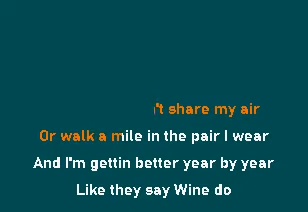 't share my air
Or walk a mile in the pair I wear
And I'm gettin better year by year
Like they say Wine do